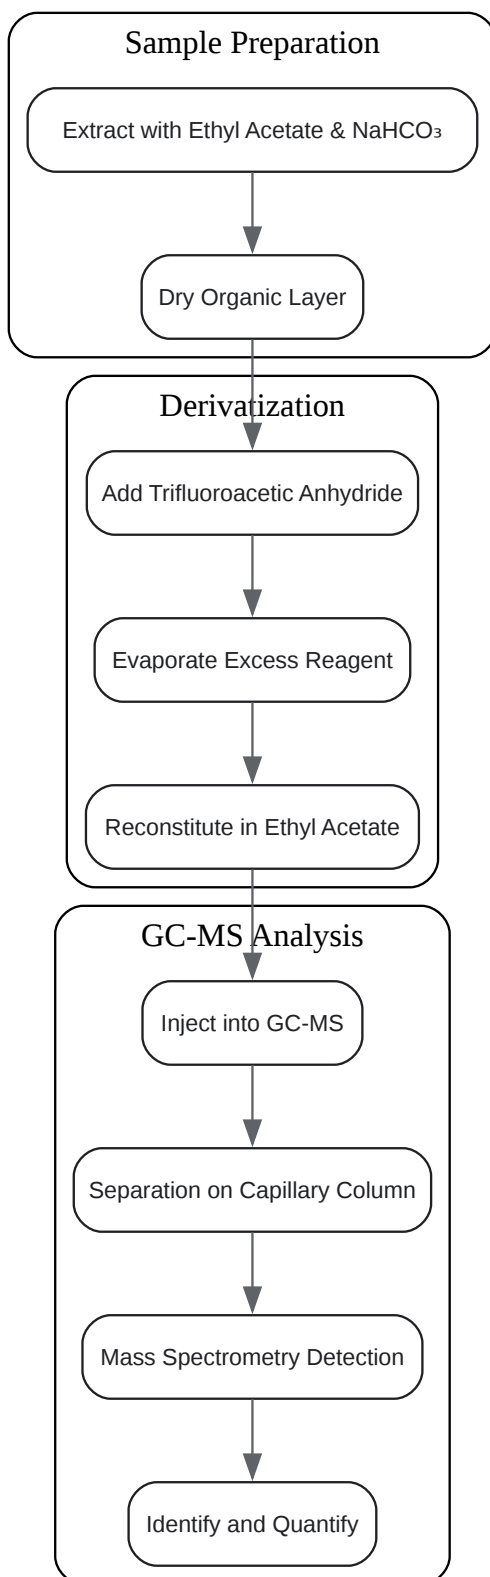 Sample Preparation
Extract with Ethyl Acetate & NaHCO₃
Dry Organic Layer
Derivatization
Add Trifluoroacetic Anhydride
Evaporate Excess Reagent
Reconstitute in Ethyl Acetate
GC-MS Analysis
Inject into GC-MS
Separation on Capillary Column
Mass Spectrometry Detection
Identify and Quantify